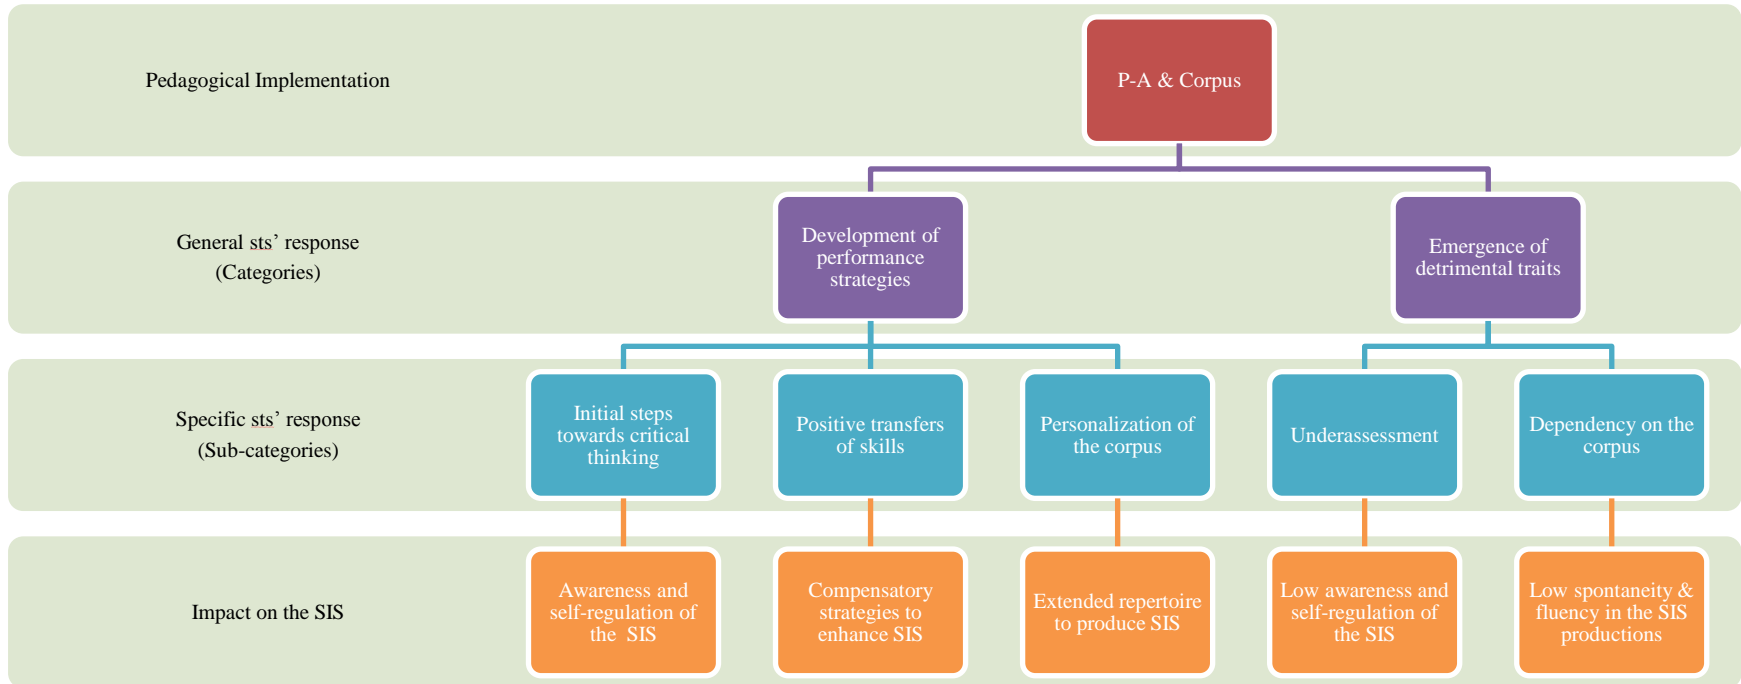 Pedagogical Implementation
P-A & Corpus
General sts’ response
(Categories)
Development of
performance
strategies
Emergence of
detrimental traits
Specific sts’ response
(Sub-categories)
Initial steps
towards critical
thinking
Positive transfers
of skills
Personalization of
the corpus
Underassessment
Dependency on the
corpus
Impact on the SIS
Awareness and
self-regulation of
the SIS
Compensatory
strategies to
enhance SIS
Extended repertoire
to produce SIS
Low awareness and
self-regulation of
the SIS
Low spontaneity &
fluency in the SIS
productions